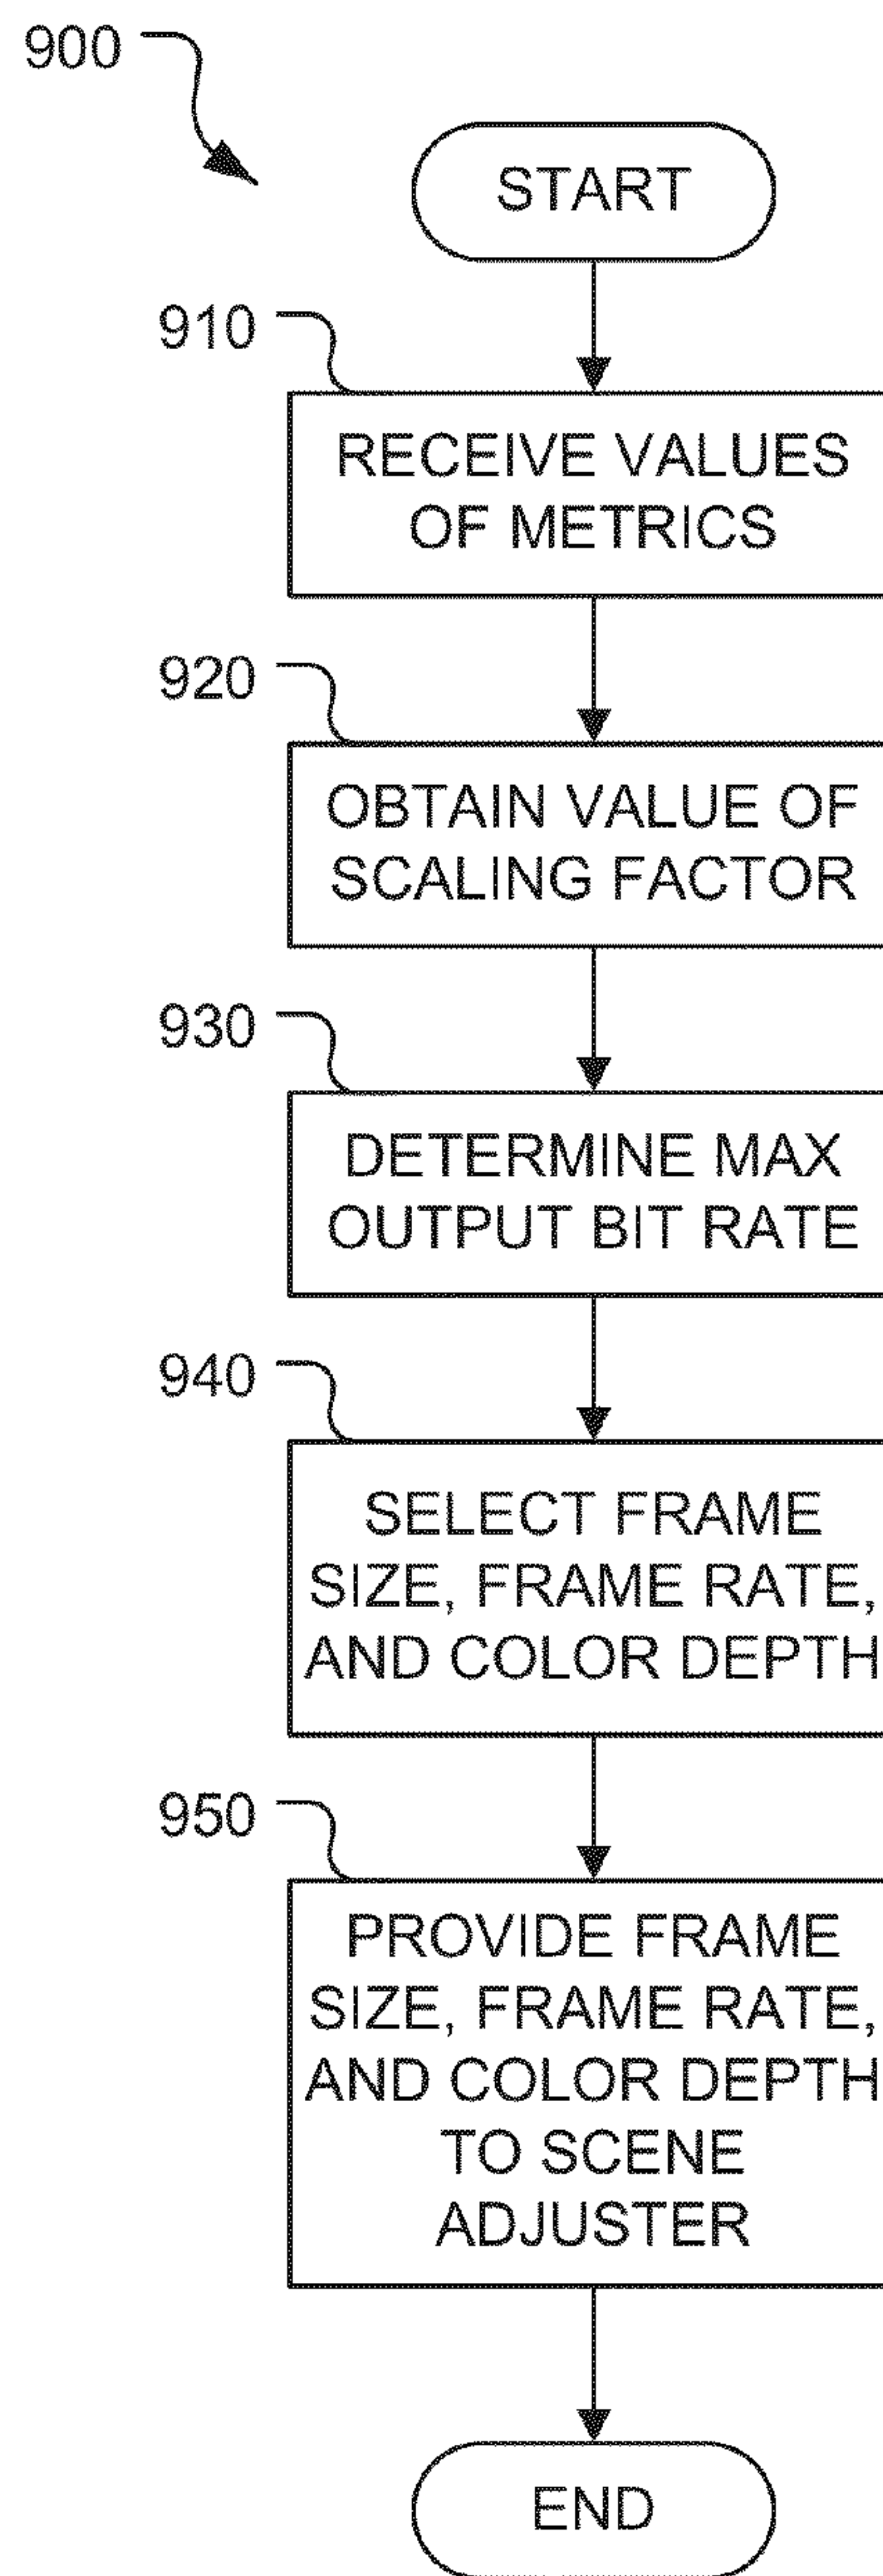 900
START
910
RECEIVE VALUES
OF METRICS
920
OBTAIN VALUE OF
SCALING FACTOR
930
DETERMINE MAX
OUTPUT BIT RATE
940
SELECT FRAME
SIZE, FRAME RATE,
AND COLOR DEPTH
950
PROVIDE FRAME
SIZE, FRAME RATE,
AND COLOR DEPTH
TO SCENE
ADJUSTER
END